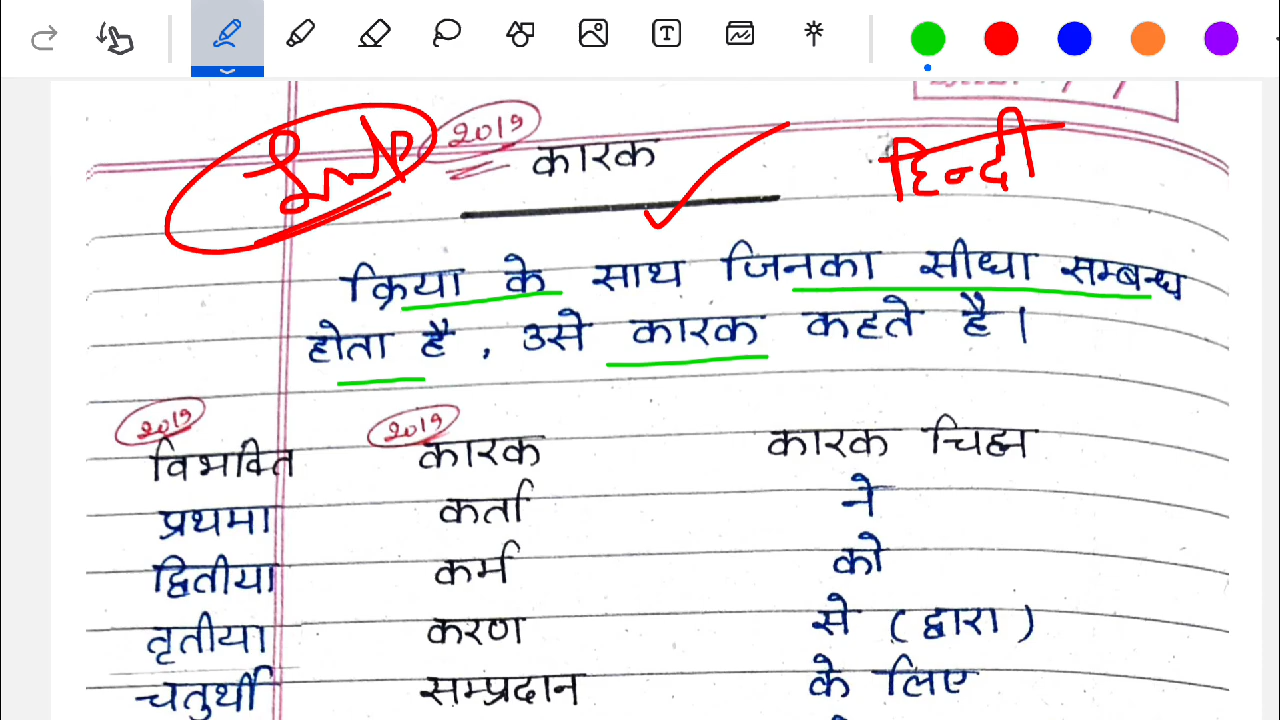 Imp 2019 कारक हिन्दी
क्रिया के साथ जिनका सीधा सम्बन्ध
होता है , उसे कारक कहते है ।
2019 2019
विभक्ति कारक कारक चिह्न
प्रथमा कर्ता ने
द्वितीया कर्म को
तृतीया करण से ( द्वारा )
चतुर्थी सम्प्रदान के लिए